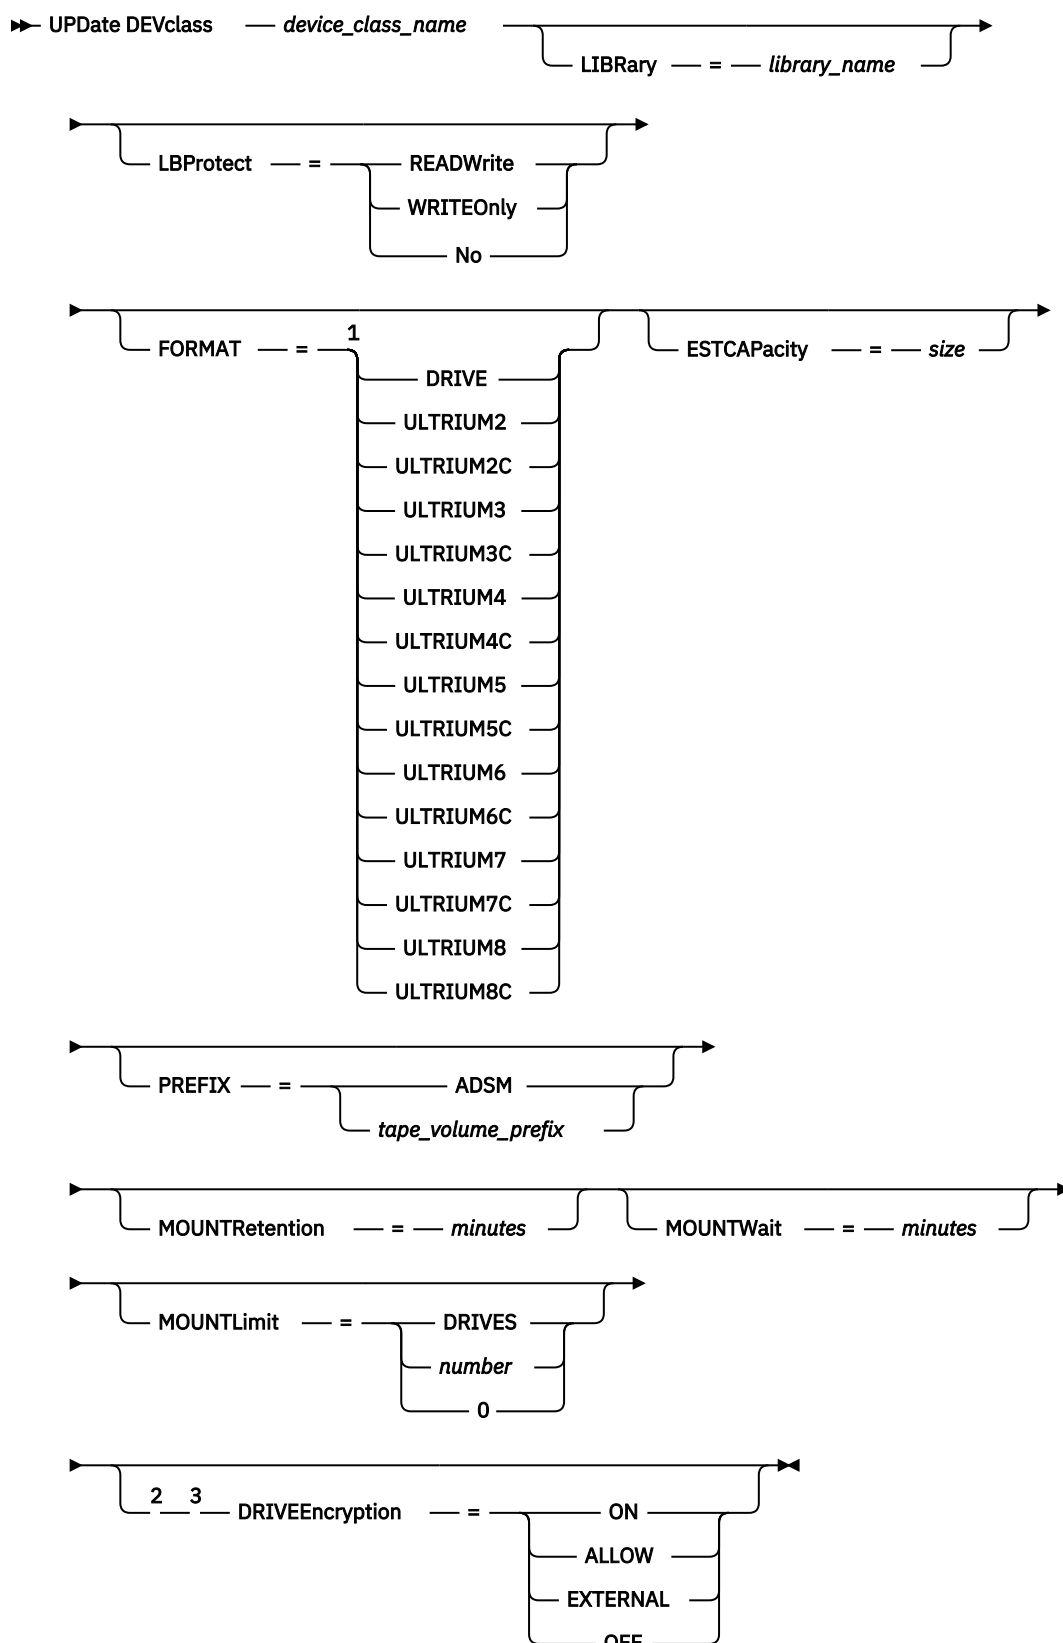 UPDate DEVclass — device_class_name
LIBRary — = — library_name
LBProtect — = — READWrite
WRITEOnly
No
FORMAT — = — 1
DRIVE
ESTCAPacity — = — size
ULTRIUM2
ULTRIUM2C
ULTRIUM3
ULTRIUM3C
ULTRIUM4
ULTRIUM4C
ULTRIUM5
ULTRIUM5C
ULTRIUM6
ULTRIUM6C
ULTRIUM7
ULTRIUM7C
ULTRIUM8
ULTRIUM8C
PREFIX — = — ADSM
tape_volume_prefix
MOUNTRetention — = — minutes
MOUNTWait — = — minutes
MOUNTLimit — = — DRIVES
number
0
2 3 DRIVEEncryption — = — ON
ALLOW
EXTERNAL
OFF